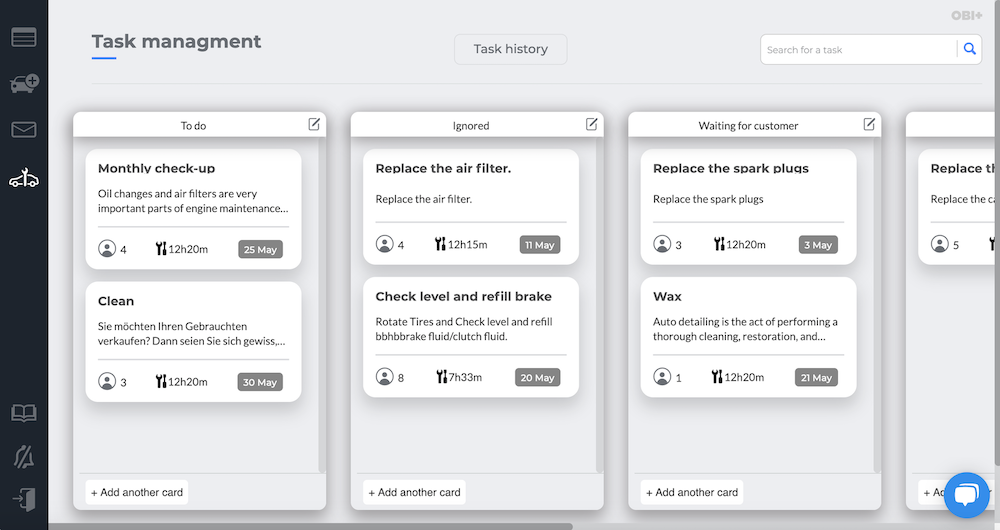 OBI+
Task managment
Task history
Search for a task
To do
Monthly check-up
Oil changes and air filters are very
important parts of engine maintenance...
4
12h20m
25 May
Clean
Sie möchten Ihren Gebrauchten
verkaufen? Dann seien Sie sich gewiss,...
3
12h20m
30 May
+ Add another card
Ignored
Replace the air filter.
Replace the air filter.
4
12h15m
11 May
Check level and refill brake
Rotate Tires and Check level and refill
bbhbbrake fluid/clutch fluid.
8
7h33m
20 May
+ Add another card
Waiting for customer
Replace the spark plugs
Replace the spark plugs
3
12h20m
3 May
Wax
Auto detailing is the act of performing a
thorough cleaning, restoration, and...
1
12h20m
21 May
+ Add another card
Replace
Replace the
5